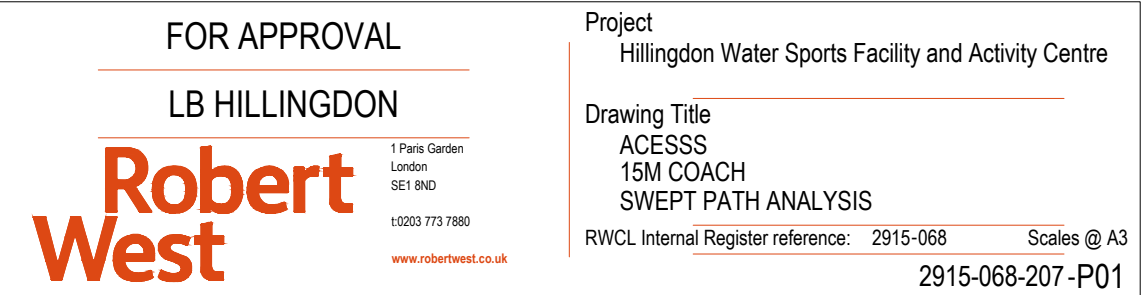 FOR APPROVAL
LB HILLINGDON
Robert
West
1 Paris Garden
London
SE1 8ND
t:0203 773 7880
www.robertwest.co.uk
Project
Hillingdon Water Sports Facility and Activity Centre
Drawing Title
ACESSS
15M COACH
SWEPT PATH ANALYSIS
RWCL Internal Register reference: 2915-068 Scales @ A3
2915-068-207-P01